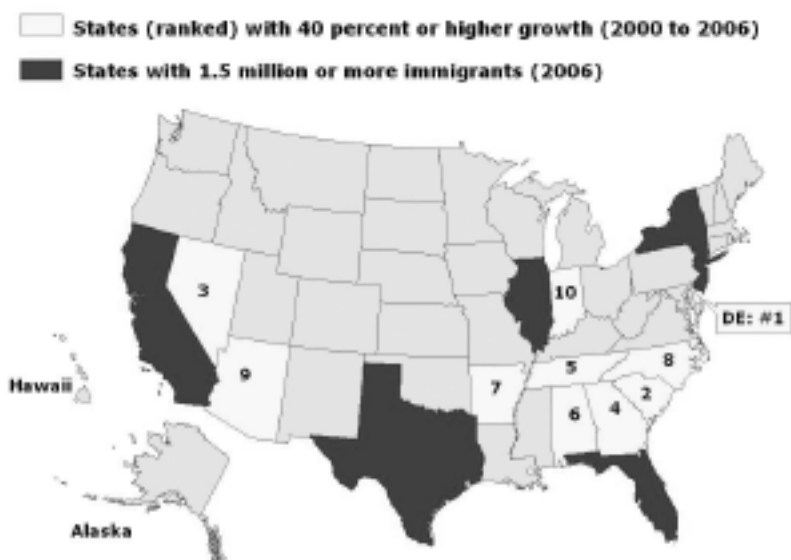 States (ranked) with 40 percent or higher growth (2000 to 2006)
States with 1.5 million or more immigrants (2006)
3
10
DE: #1
5
8
9
7
2
Hawaii
6
4
Alaska